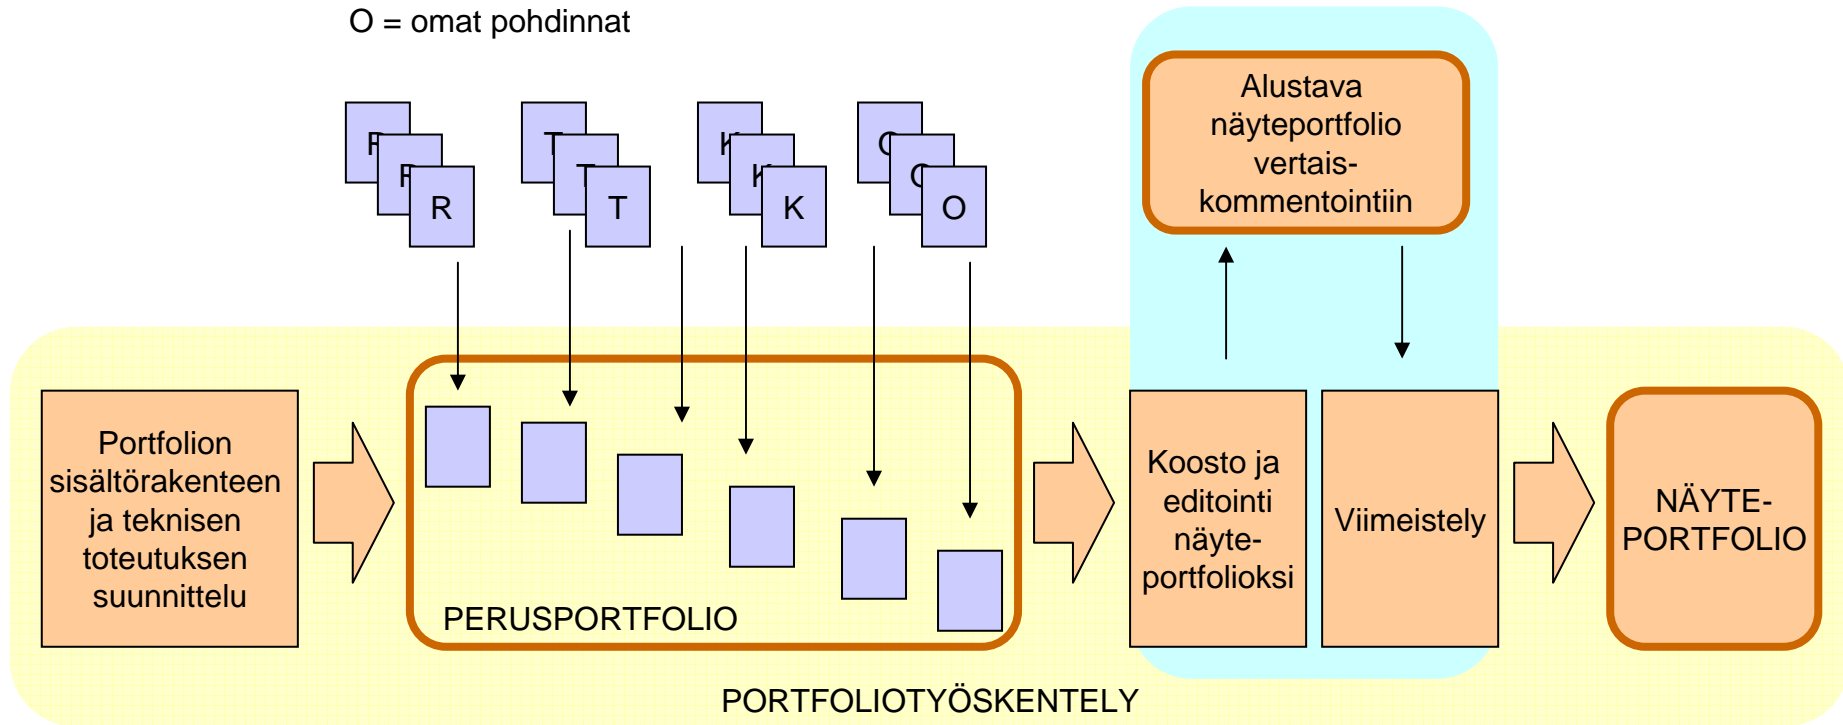 O = omat pohdinnat
R
R
R
T
T
T
K
K
K
O
O
O
Alustava
näyteportfolio
vertais-
kommentointiin
Portfolion
sisältörakenteen
ja teknisen
toteutuksen
suunnittelu
PERUSPORTFOLIO
Koosto ja
editointi
näyte-
portfolioksi
Viimeistely
NÄYTE-
PORTFOLIO
PORTFOLIOTYÖSKENTELY